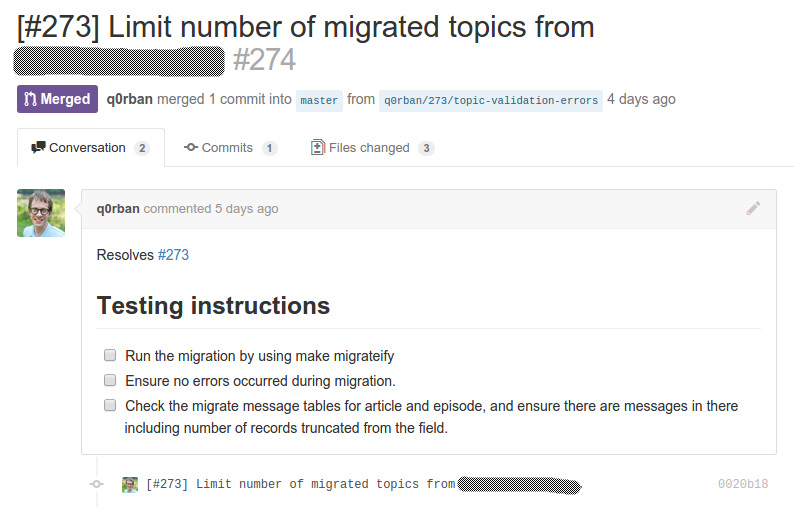 [#273] Limit number of migrated topics from
#274
Merged q0rban merged 1 commit into master from q0rban/273/topic-validation-errors 4 days ago
Conversation 2 Commits 1 Files changed 3
q0rban commented 5 days ago
Resolves #273
Testing instructions
Run the migration by using make migrateify
Ensure no errors occurred during migration.
Check the migrate message tables for article and episode, and ensure there are messages in there
including number of records truncated from the field.
[#273] Limit number of migrated topics from 0020b18